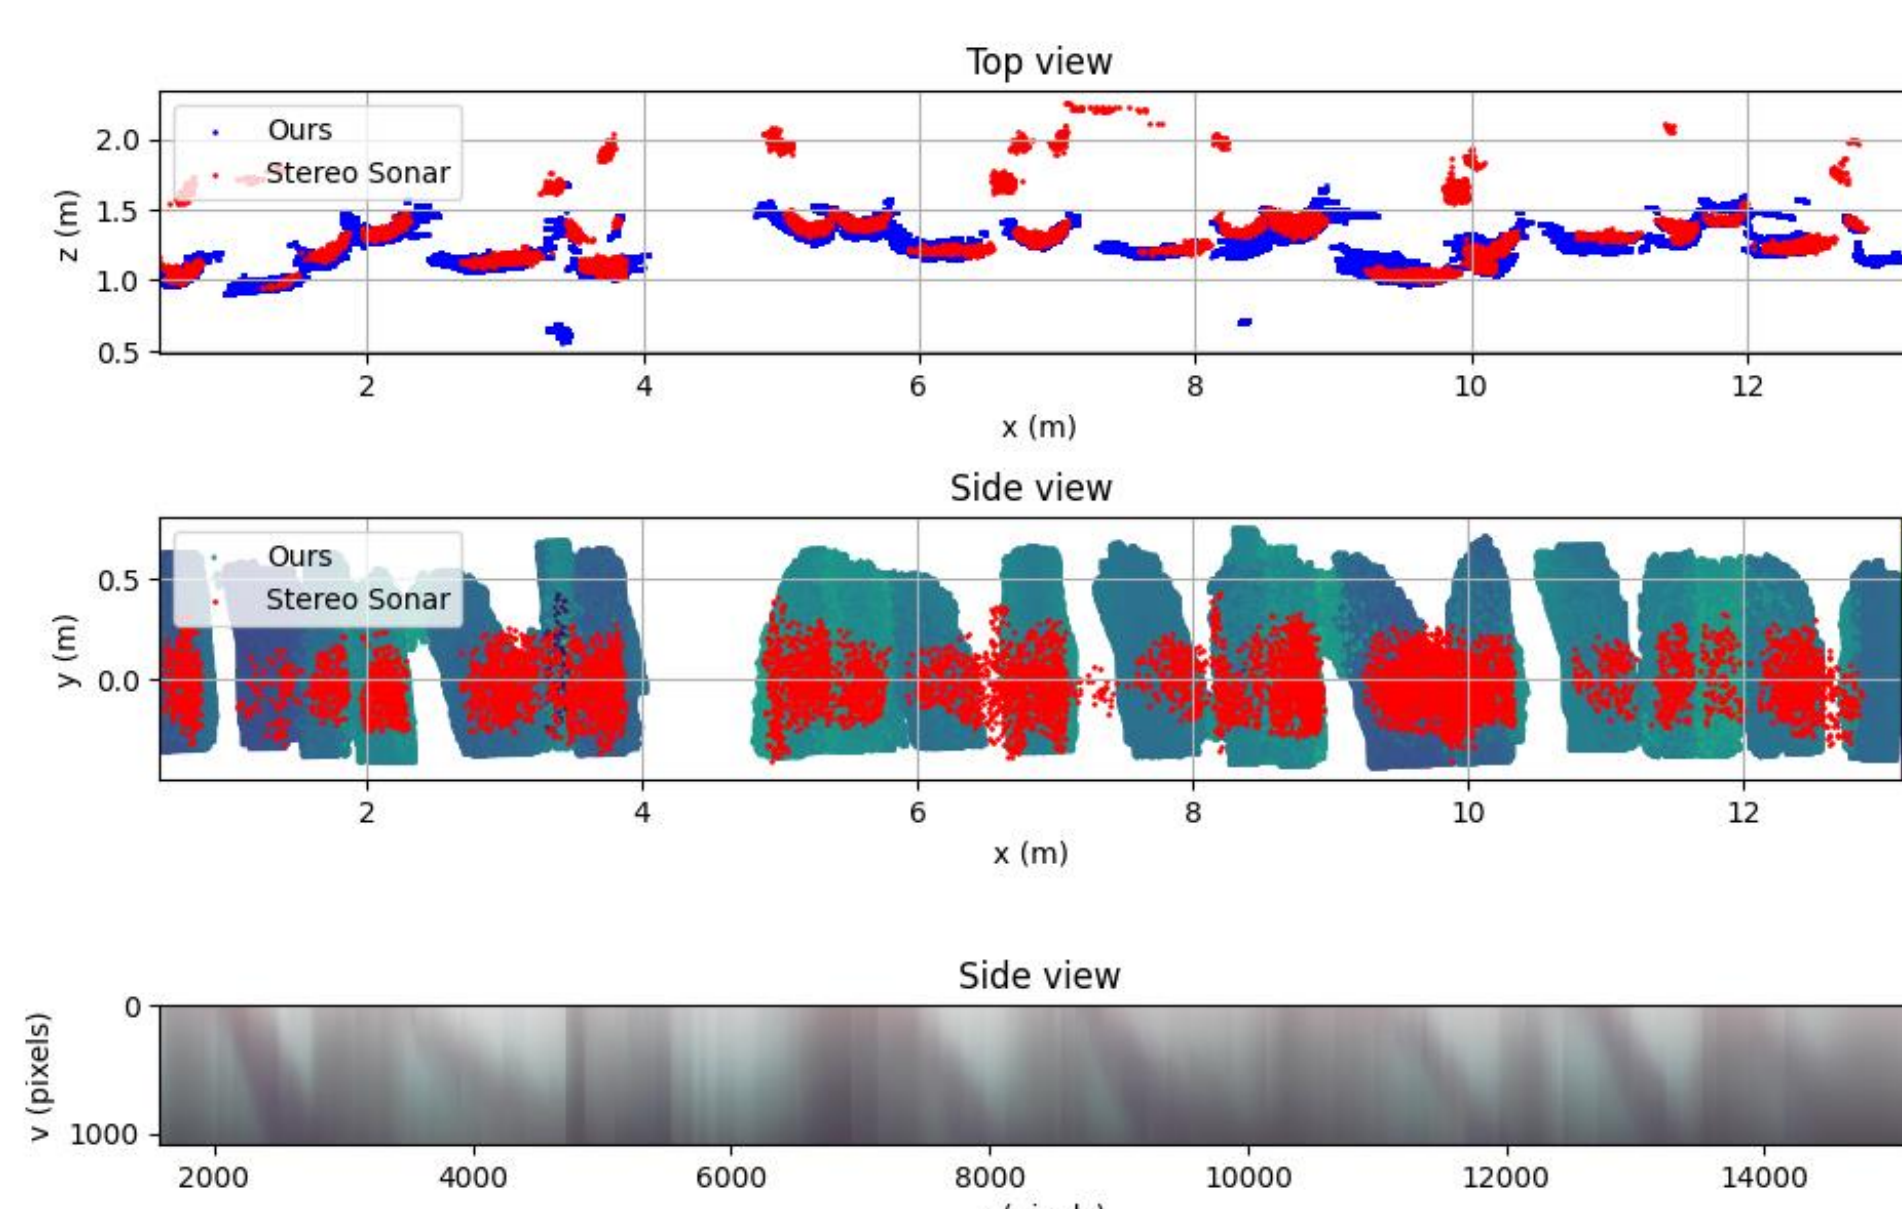 Top view
Ours
Stereo Sonar
z (m)
2.0
1.5
1.0
0.5
2 4 6 8 10 12
x (m)
Side view
Ours
Stereo Sonar
y (m)
0.5
0.0
2 4 6 8 10 12
x (m)
Side view
v (pixels)
0
1000
2000 4000 6000 8000 10000 12000 14000